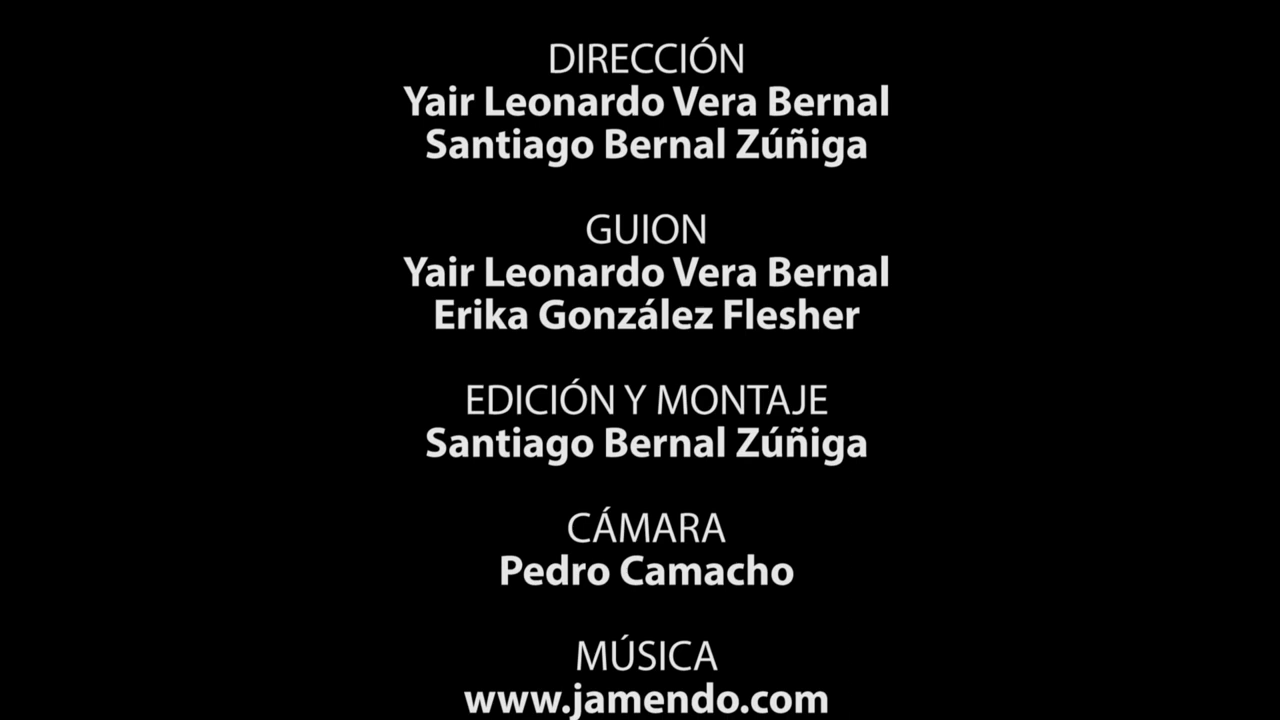 DIRECCIÓN
Yair Leonardo Vera Bernal
Santiago Bernal Zúñiga
GUION
Yair Leonardo Vera Bernal
Erika González Flesher
EDICIÓN Y MONTAJE
Santiago Bernal Zúñiga
CÁMARA
Pedro Camacho
MÚSICA
www.jamendo.com